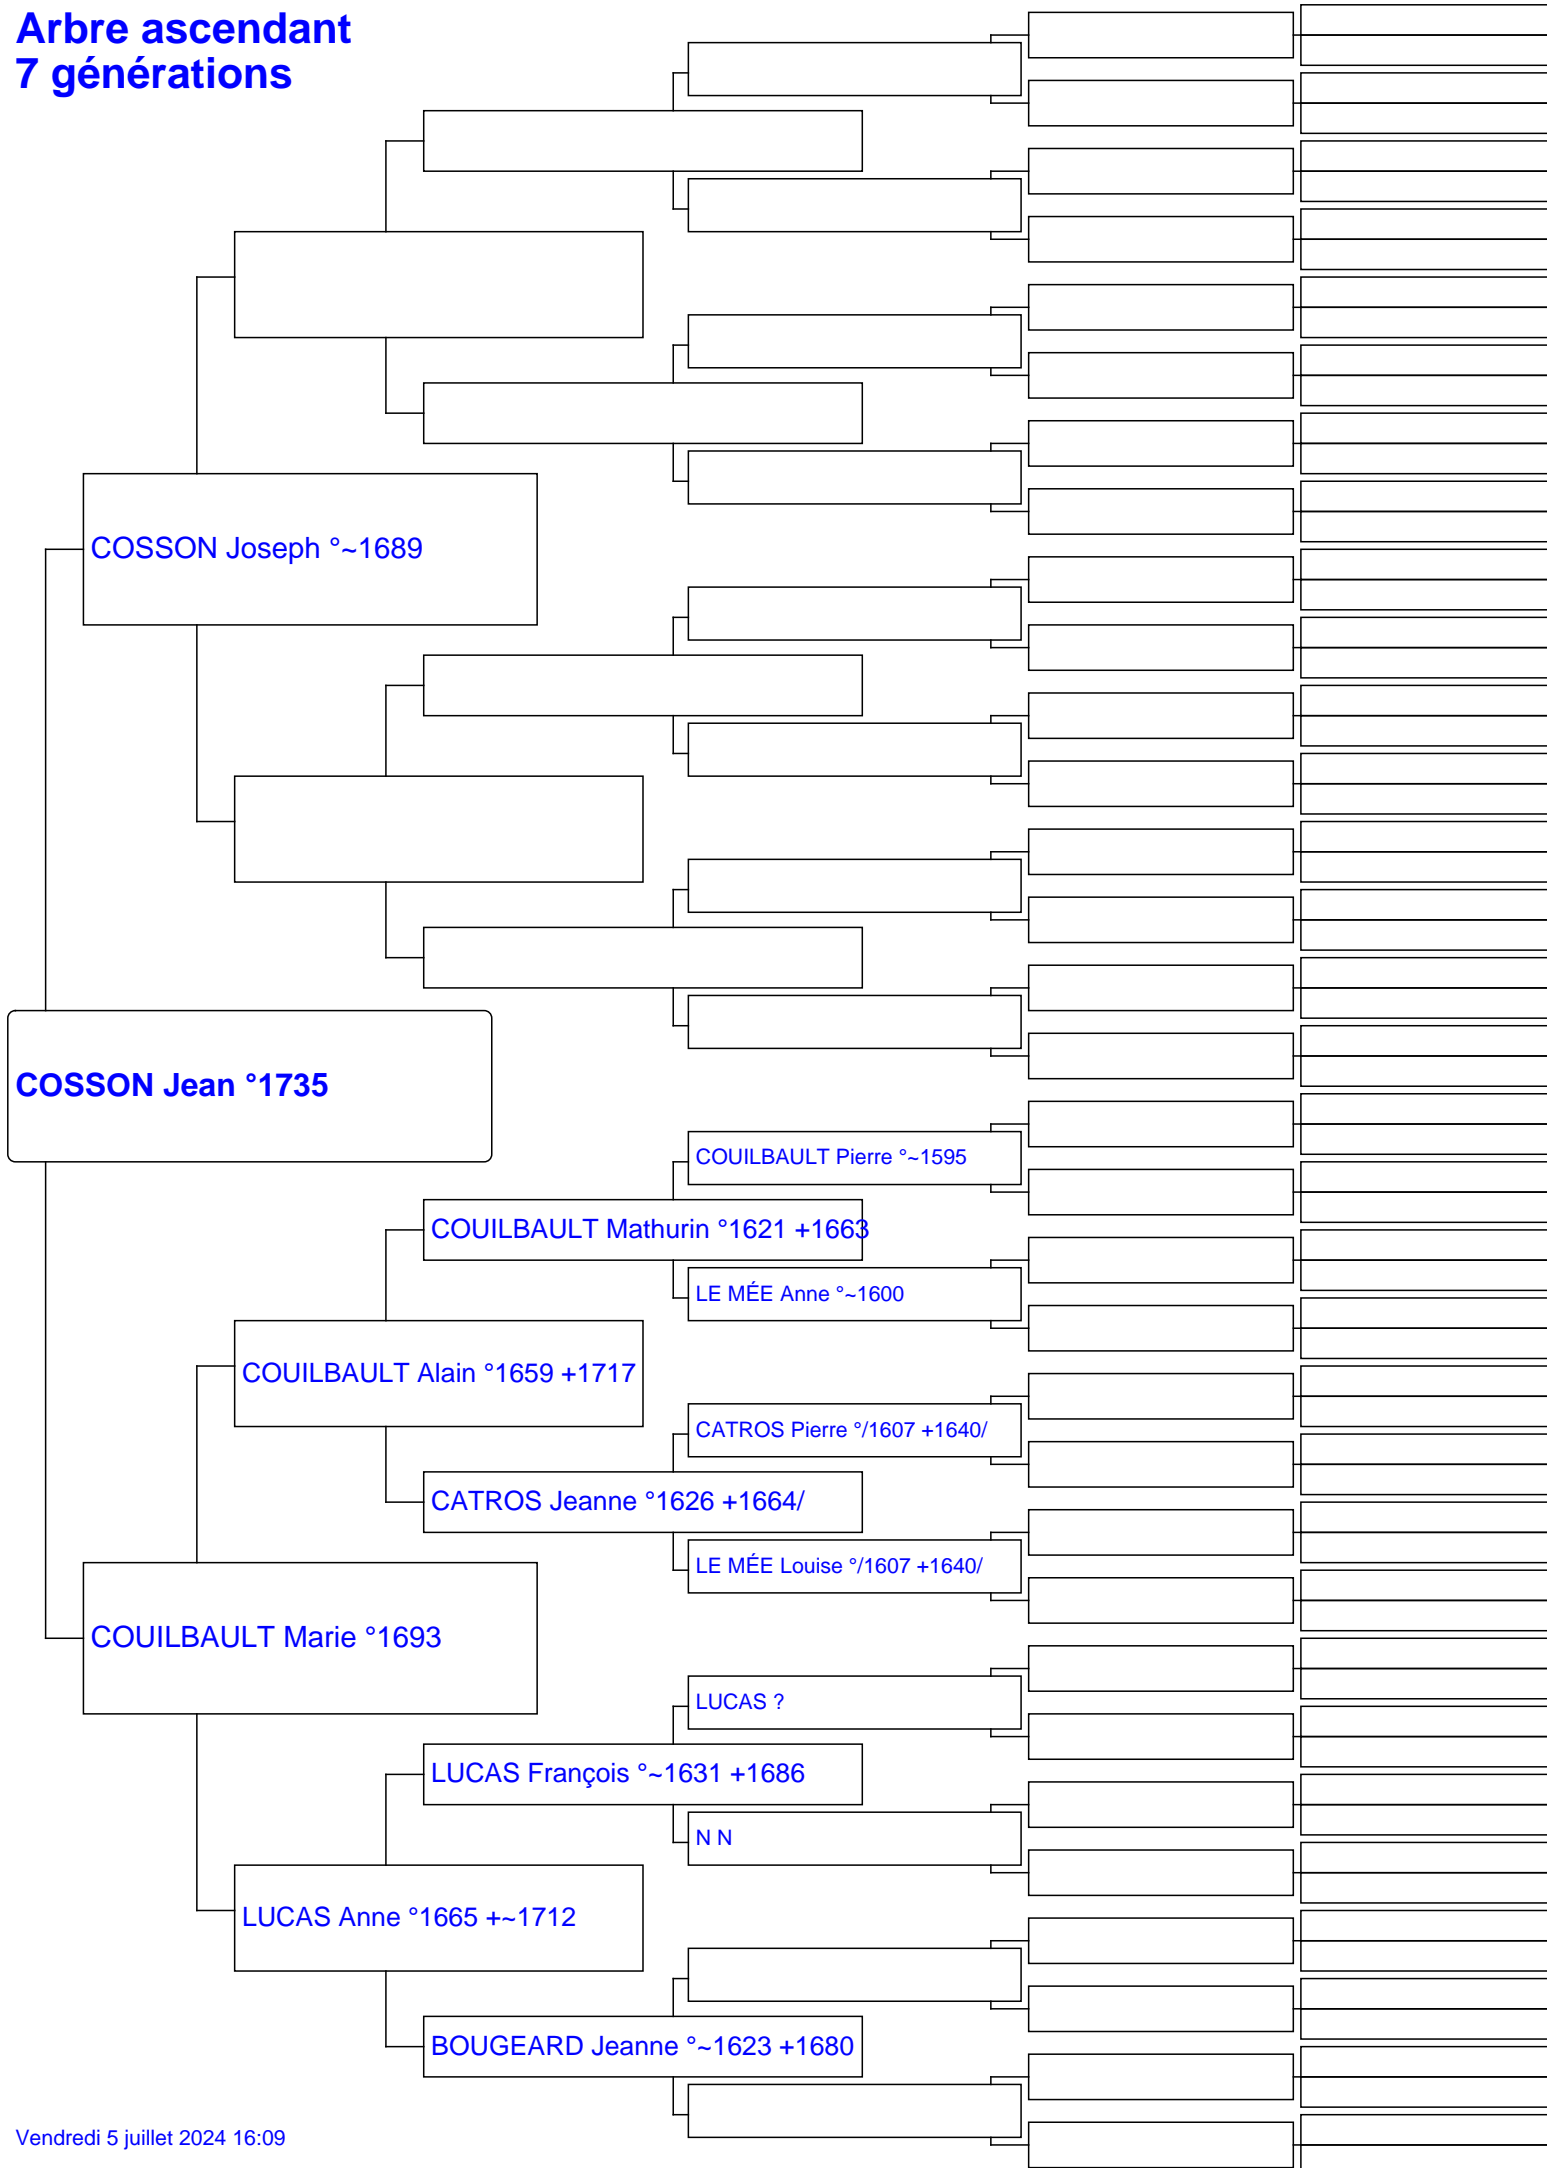 Arbre ascendant
7 générations
COSSON Joseph °~1689
COSSON Jean °1735
COUILBAULT Pierre °~1595
COUILBAULT Mathurin °1621 +1663
LE MÉE Anne °~1600
COUILBAULT Alain °1659 +1717
CATROS Pierre °/1607 +1640/
CATROS Jeanne °1626 +1664/
LE MÉE Louise °/1607 +1640/
COUILBAULT Marie °1693
LUCAS ?
LUCAS François °~1631 +1686
N N
LUCAS Anne °1665 +~1712
BOUGEARD Jeanne °~1623 +1680
Vendredi 5 juillet 2024 16:09